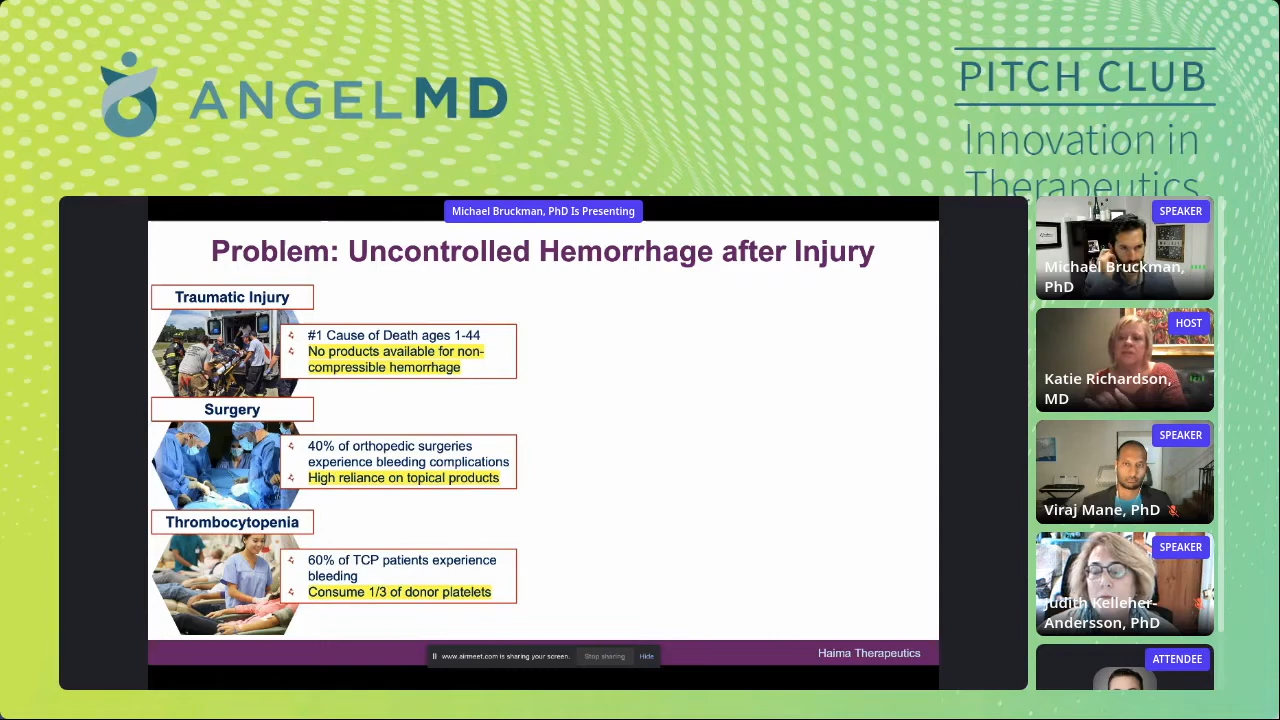 ANGELMD
PITCH CLUB
Innovation in
Therapeutics
Michael Bruckman, PhD Is Presenting
Problem: Uncontrolled Hemorrhage after Injury
Traumatic Injury
#1 Cause of Death ages 1-44
No products available for non-
compressible hemorrhage
Surgery
40% of orthopedic surgeries
experience bleeding complications
High reliance on topical products
Thrombocytopenia
60% of TCP patients experience
bleeding
Consume 1/3 of donor platelets
www.airmeet.com is sharing your screen. Stop sharing Hide
Haima Therapeutics
SPEAKER
Michael Bruckman,
PhD
HOST
Katie Richardson,
MD
SPEAKER
Viraj Mane, PhD
SPEAKER
Judith Kelleher-
Andersson, PhD
ATTENDEE